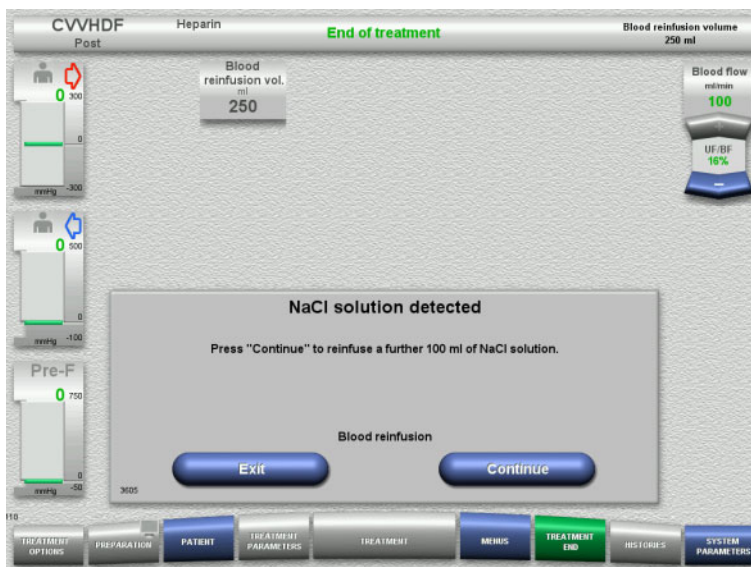 CVVHDF
Post
Heparin
End of treatment
Blood reinfusion volume
250 ml
0
300
0
mmHg
-300
Blood
reinfusion vol.
ml
250
Blood flow
ml/min
100
UF/BF
16%
0
500
0
mmHg
-100
Pre-F
0
750
0
mmHg
-50
NaCl solution detected
Press "Continue" to reinfuse a further 100 ml of NaCl solution.
Blood reinfusion
Exit
Continue
3605
TREATMENT
OPTIONS
PREPARATION
PATIENT
TREATMENT
PARAMETERS
TREATMENT
MENUS
TREATMENT
END
HISTORIES
SYSTEM
PARAMETERS